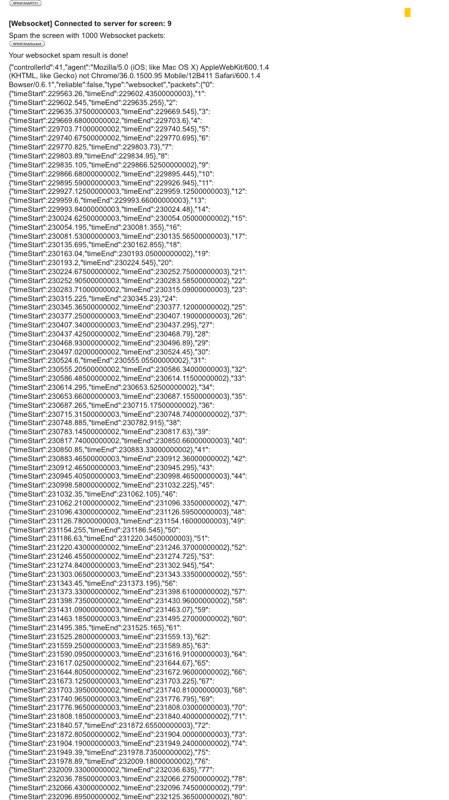 [Websocket] Connected to server for screen: 9
Spam the screen with 1000 Websocket packets:
Your websocket spam result is done!
{"controllerId":41,"agent":"Mozilla/5.0 (iOS; like Mac OS X) AppleWebKit/600.1.4
(KHTML, like Gecko) not Chrome/36.0.1500.95 Mobile/12B411 Safari/600.1.4
Bowser/0.6.1","reliable":false,"type":"websocket","packets":{"0":
{"timeStart":229563.26,"timeEnd":229602.43500000003},"1":
{"timeStart":229602.545,"timeEnd":229635.255},"2":
{"timeStart":229635.37500000003,"timeEnd":229669.545},"3":
{"timeStart":229669.68000000002,"timeEnd":229703.6},"4":
{"timeStart":229703.71000000002,"timeEnd":229740.545},"5":
{"timeStart":229740.67500000002,"timeEnd":229770.695},"6":
{"timeStart":229770.825,"timeEnd":229803.73},"7":
{"timeStart":229803.89,"timeEnd":229834.95},"8":
{"timeStart":229835.105,"timeEnd":229866.52500000002},"9":
{"timeStart":229866.68000000002,"timeEnd":229895.445},"10":
{"timeStart":229895.59000000003,"timeEnd":229926.945},"11":
{"timeStart":229927.12500000003,"timeEnd":229959.12500000003},"12":
{"timeStart":229959.6,"timeEnd":229993.66000000003},"13":
{"timeStart":229993.84000000003,"timeEnd":230024.48},"14":
{"timeStart":230024.62500000003,"timeEnd":230054.05000000002},"15":
{"timeStart":230054.195,"timeEnd":230081.355},"16":
{"timeStart":230081.53000000003,"timeEnd":230135.56500000003},"17":
{"timeStart":230135.695,"timeEnd":230162.855},"18":
{"timeStart":230163.04,"timeEnd":230193.05000000002},"19":
{"timeStart":230193.2,"timeEnd":230224.545},"20":
{"timeStart":230224.67500000002,"timeEnd":230252.75000000003},"21":
{"timeStart":230252.90500000003,"timeEnd":230283.58500000002},"22":
{"timeStart":230283.71000000002,"timeEnd":230315.09000000003},"23":
{"timeStart":230315.225,"timeEnd":230345.23},"24":
{"timeStart":230345.36500000002,"timeEnd":230377.12000000002},"25":
{"timeStart":230377.25000000003,"timeEnd":230407.19000000003},"26":
{"timeStart":230407.34000000003,"timeEnd":230437.295},"27":
{"timeStart":230437.42500000002,"timeEnd":230468.79},"28":
{"timeStart":230468.93000000002,"timeEnd":230496.89},"29":
{"timeStart":230497.02000000002,"timeEnd":230524.45},"30":
{"timeStart":230524.6,"timeEnd":230555.05500000002},"31":
{"timeStart":230555.20500000002,"timeEnd":230586.34000000003},"32":
{"timeStart":230586.48500000002,"timeEnd":230614.11500000002},"33":
{"timeStart":230614.295,"timeEnd":230653.52500000002},"34":
{"timeStart":230653.66000000003,"timeEnd":230687.15500000003},"35":
{"timeStart":230687.265,"timeEnd":230715.17500000002},"36":
{"timeStart":230715.31500000003,"timeEnd":230748.74000000002},"37":
{"timeStart":230748.885,"timeEnd":230782.915},"38":
{"timeStart":230783.14500000002,"timeEnd":230817.63},"39":
{"timeStart":230817.74000000002,"timeEnd":230850.66000000003},"40":
{"timeStart":230850.85,"timeEnd":230883.33000000002},"41":
{"timeStart":230883.46500000003,"timeEnd":230912.36000000002},"42":
{"timeStart":230912.46500000003,"timeEnd":230945.295},"43":
{"timeStart":230945.40500000003,"timeEnd":230998.46500000003},"44":
{"timeStart":230998.58000000002,"timeEnd":231032.225},"45":
{"timeStart":231032.35,"timeEnd":231062.105},"46":
{"timeStart":231062.21000000002,"timeEnd":231096.33500000002},"47":
{"timeStart":231096.43000000002,"timeEnd":231126.59500000003},"48":
{"timeStart":231126.78000000003,"timeEnd":231154.16000000003},"49":
{"timeStart":231154.255,"timeEnd":231186.545},"50":
{"timeStart":231186.63,"timeEnd":231220.34500000003},"51":
{"timeStart":231220.43000000002,"timeEnd":231246.37000000002},"52":
{"timeStart":231246.45500000002,"timeEnd":231274.725},"53":
{"timeStart":231274.84000000003,"timeEnd":231302.945},"54":
{"timeStart":231303.06500000003,"timeEnd":231343.33500000002},"55":
{"timeStart":231343.45,"timeEnd":231373.195},"56":
{"timeStart":231373.33000000002,"timeEnd":231398.61000000002},"57":
{"timeStart":231398.73500000002,"timeEnd":231430.96000000002},"58":
{"timeStart":231431.09000000003,"timeEnd":231463.07},"59":
{"timeStart":231463.18500000003,"timeEnd":231495.27000000002},"60":
{"timeStart":231495.385,"timeEnd":231525.165},"61":
{"timeStart":231525.28000000003,"timeEnd":231559.13},"62":
{"timeStart":231559.25000000003,"timeEnd":231589.85},"63":
{"timeStart":231590.09500000003,"timeEnd":231616.91000000003},"64":
{"timeStart":231617.02500000002,"timeEnd":231644.67},"65":
{"timeStart":231644.80500000002,"timeEnd":231672.96000000002},"66":
{"timeStart":231673.12500000003,"timeEnd":231703.225},"67":
{"timeStart":231703.39500000002,"timeEnd":231740.81000000003},"68":
{"timeStart":231740.96500000003,"timeEnd":231776.795},"69":
{"timeStart":231776.96500000003,"timeEnd":231808.03000000003},"70":
{"timeStart":231808.18500000003,"timeEnd":231840.40000000002},"71":
{"timeStart":231840.57,"timeEnd":231872.65500000003},"72":
{"timeStart":231872.80500000002,"timeEnd":231904.00000000003},"73":
{"timeStart":231904.19000000003,"timeEnd":231949.24000000002},"74":
{"timeStart":231949.39,"timeEnd":231978.73500000002},"75":
{"timeStart":231978.89,"timeEnd":232009.18000000002},"76":
{"timeStart":232009.33000000002,"timeEnd":232036.635},"77":
{"timeStart":232036.78500000003,"timeEnd":232066.27500000002},"78":
{"timeStart":232066.43000000002,"timeEnd":232096.74500000002},"79":
{"timeStart":232096.89500000002,"timeEnd":232125.36500000002},"80":